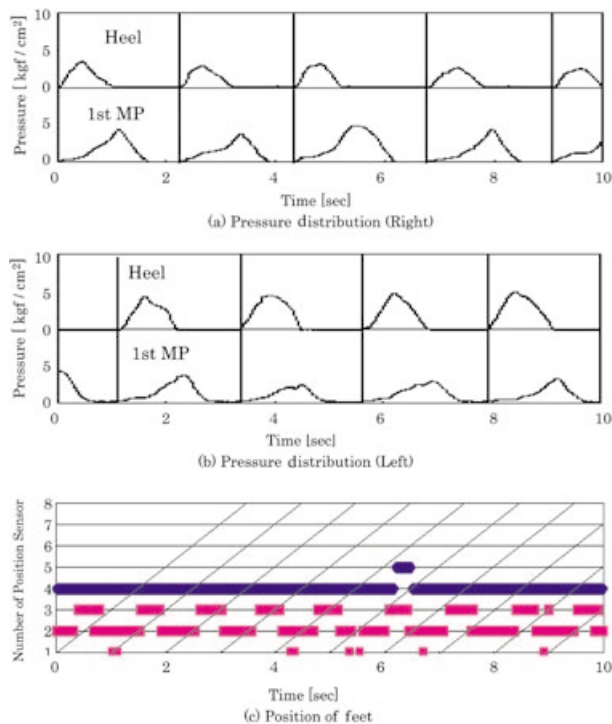 Pressure [ kgf / cm2]
10
Heel
5
0
1st MP
5
0
0 2 4 6 8 10
Time [sec]
(a) Pressure distribution (Right)
Pressure [ kgf / cm2]
10
Heel
5
0
1st MP
5
0
0 2 4 6 8 10
Time [sec]
(b) Pressure distribution (Left)
Number of Position Sensor
8
7
6
5
4
3
2
1
0 2 4 6 8 10
Time [sec]
(c) Position of feet